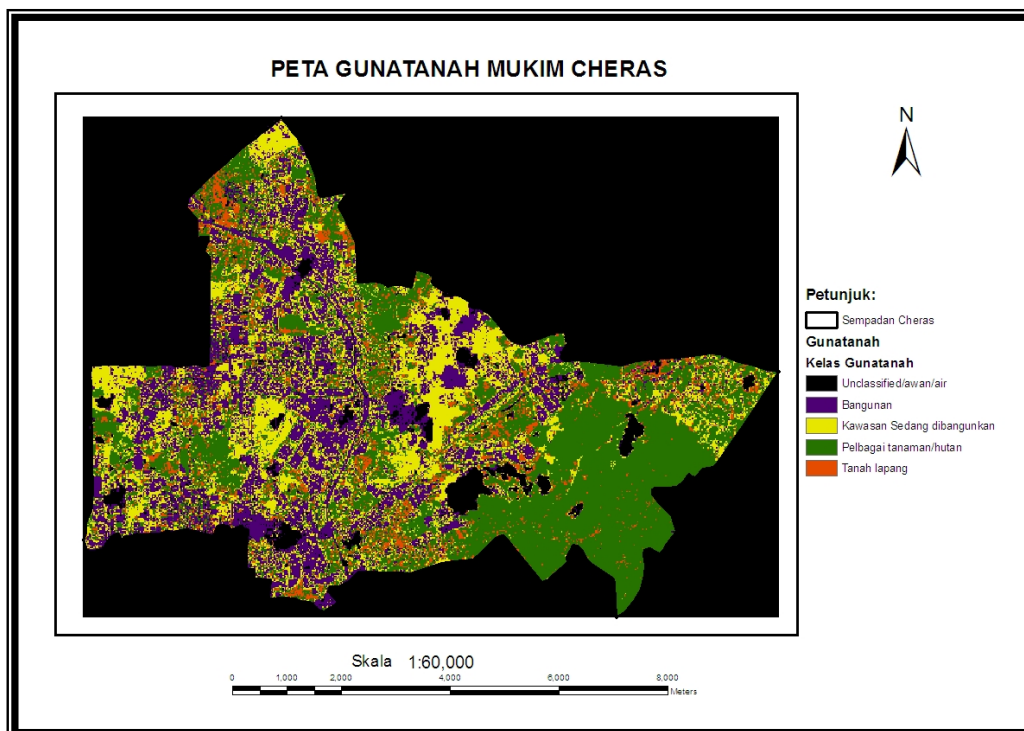 PETA GUNATANAH MUKIM CHERAS
N
Petunjuk:
Sempadan Cheras
Gunatanah
Kelas Gunatanah
Unclassified/awan/air
Bangunan
Kawasan Sedang dibangunkan
Pelbagai tanaman/hutan
Tanah lapang
Skala 1:60,000
0 1,000 2,000 4,000 6,000 8,000
Meters